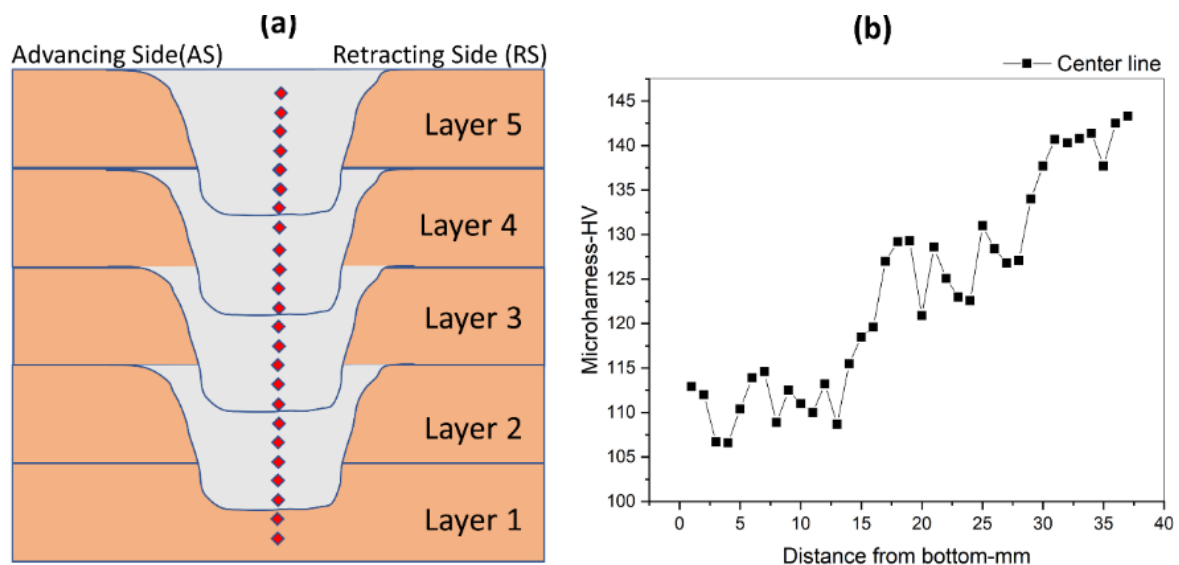 (a)
Advancing Side(AS)
Retracting Side (RS)
Layer 5
Layer 4
Layer 3
Layer 2
Layer 1
(b)
Center line
Microharness-HV
145
140
135
130
125
120
115
110
105
100
0 5 10 15 20 25 30 35 40
Distance from bottom-mm